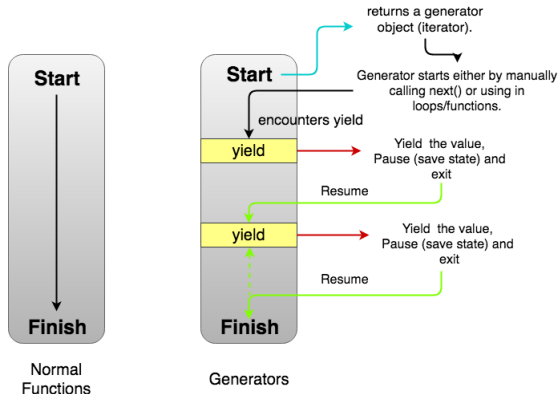 returns a generator
object (iterator).
Start
Start
Generator starts either by manually
calling next() or using in
loops/functions.
encounters yield
yield
Yield the value,
Pause (save state) and
exit
Resume
yield
Yield the value,
Pause (save state) and
exit
Resume
Finish
Finish
Normal
Functions
Generators